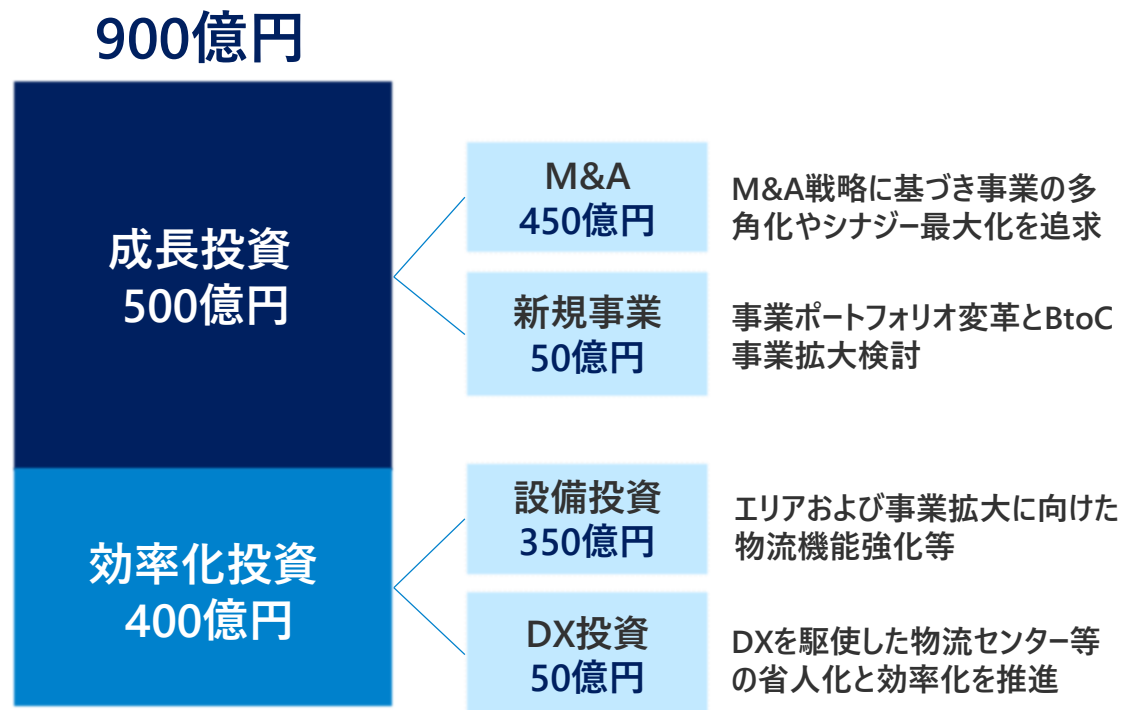 900億円
成長投資
500億円
M&A
450億円
M&A戦略に基づき事業の多
角化やシナジー最大化を追求
新規事業
50億円
事業ポートフォリオ変革とBtoC
事業拡大検討
効率化投資
400億円
設備投資
350億円
エリアおよび事業拡大に向けた
物流機能強化等
DX投資
50億円
DXを駆使した物流センター等
の省人化と効率化を推進